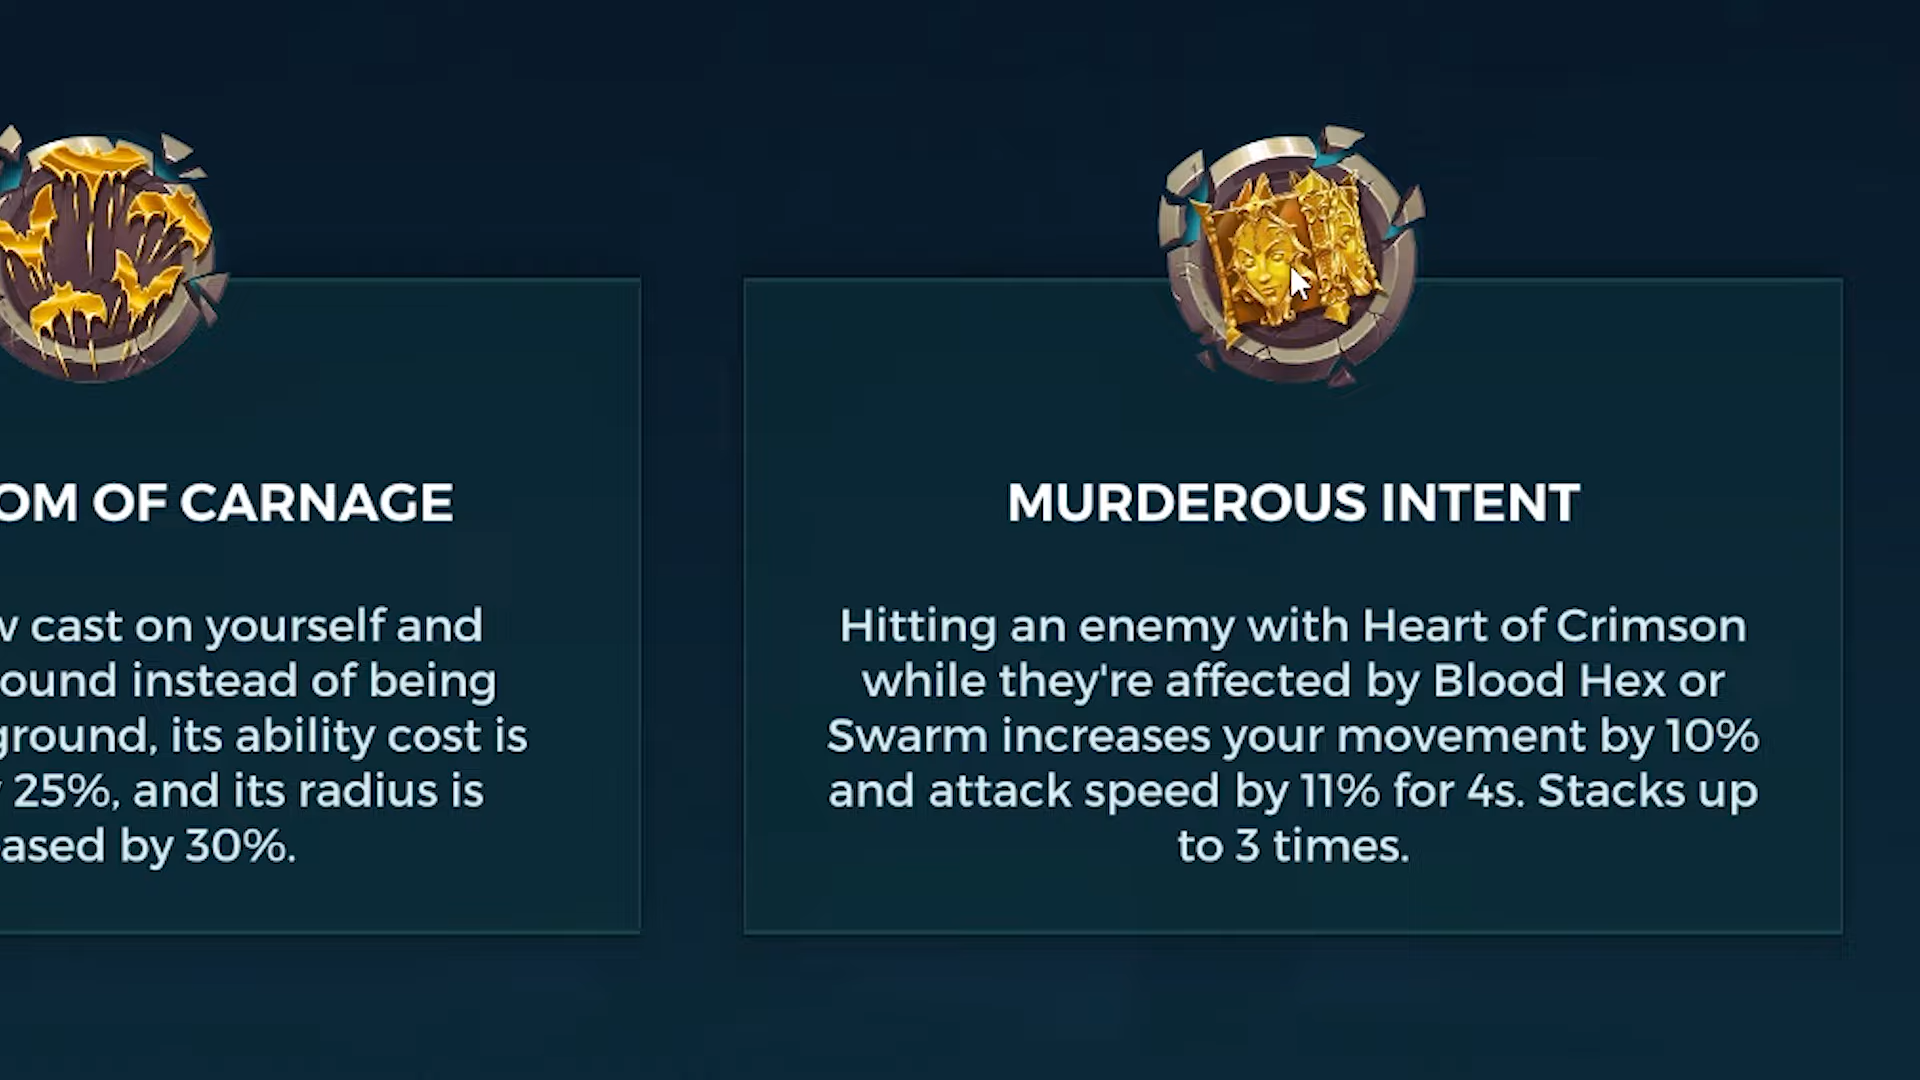 OM OF CARNAGE
cast on yourself and
ound instead of being
ground, its ability cost is
25%, and its radius is
ased by 30%.
MURDEROUS INTENT
Hitting an enemy with Heart of Crimson
while they're affected by Blood Hex or
Swarm increases your movement by 10%
and attack speed by 11% for 4s. Stacks up
to 3 times.